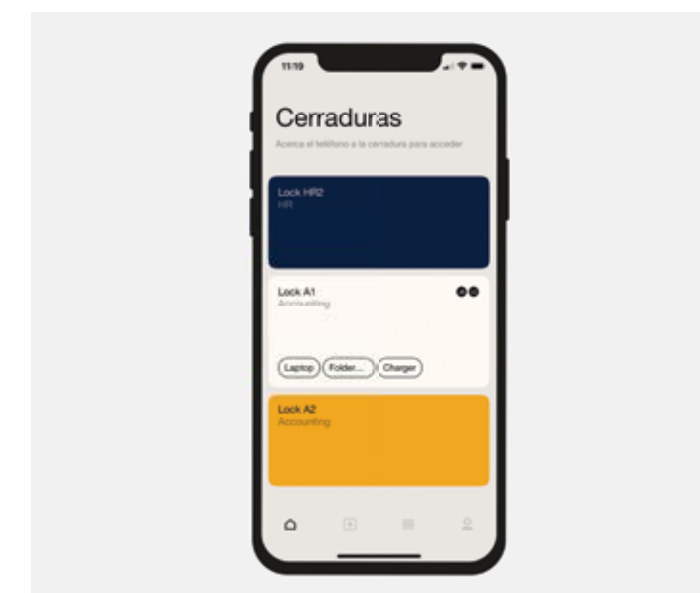 11:19
Cerraduras
Acerca el teléfono a la cerradura para acceder
Lock HR2
HR
Lock A1
Accounting
Laptop
Folder...
Charger
Lock A2
Accounting